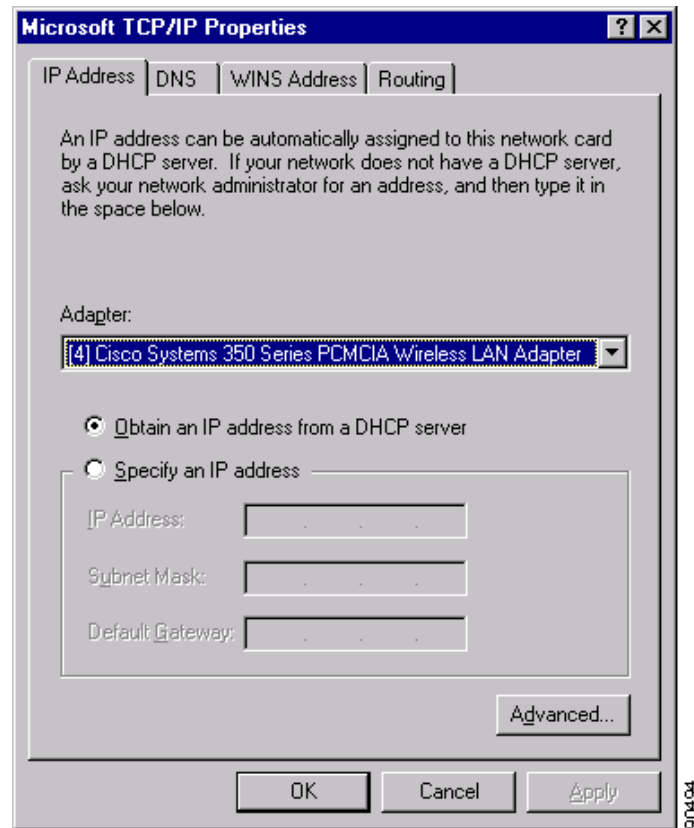 Microsoft TCP/IP Properties
IP Address DNS WINS Address Routing
An IP address can be automatically assigned to this network card
by a DHCP server. If your network does not have a DHCP server,
ask your network administrator for an address, and then type it in
the space below.
Adapter:
[4] Cisco Systems 350 Series PCMCIA Wireless LAN Adapter
Obtain an IP address from a DHCP server
Specify an IP address
IP Address:
Subnet Mask:
Default Gateway:
Advanced...
OK Cancel Apply
90494